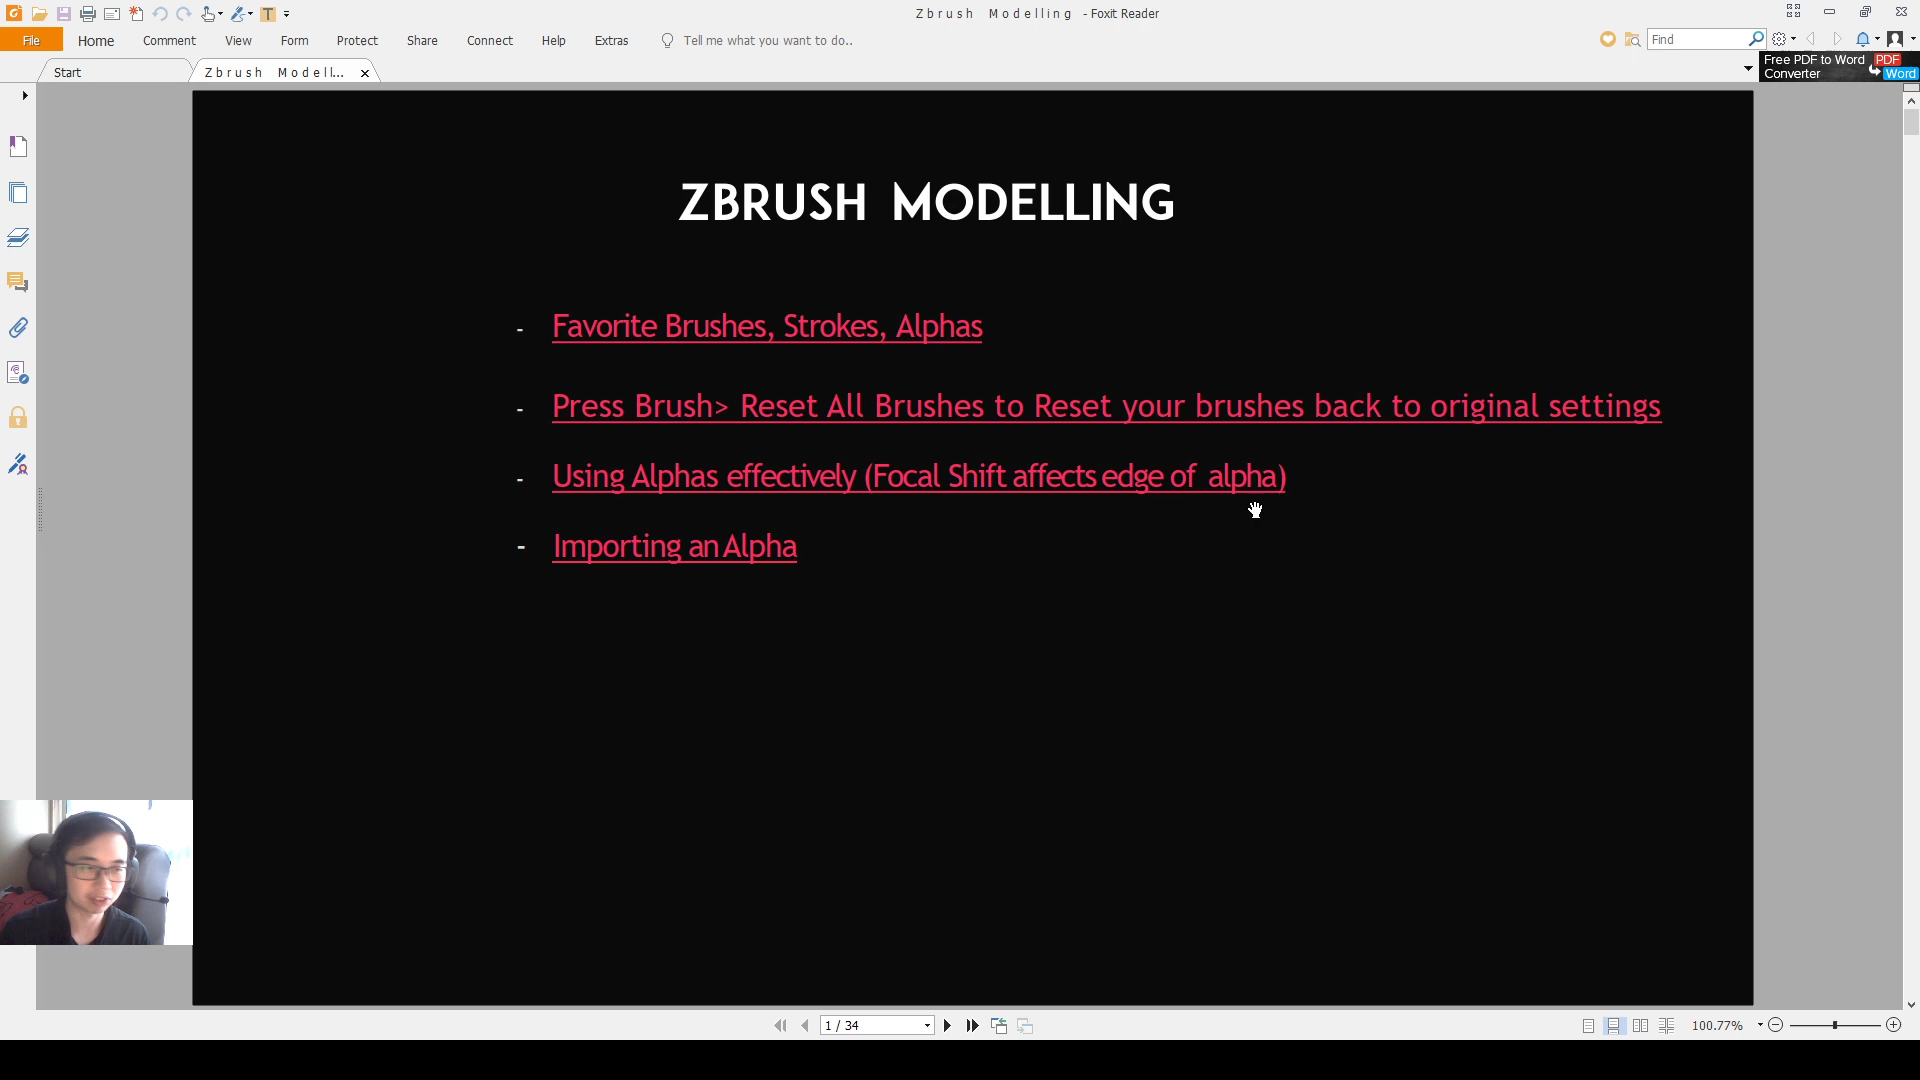 Zbrush Modelling - Foxit Reader
File Home Comment View Form Protect Share Connect Help Extras Tell me what you want to do.. Find
Start Zbrush Modell... Free PDF to Word Converter PDF Word
ZBRUSH MODELLING
- Favorite Brushes, Strokes, Alphas
- Press Brush> Reset All Brushes to Reset your brushes back to original settings
- Using Alphas effectively (Focal Shift affects edge of alpha)
- Importing an Alpha
1 / 34 100.77%